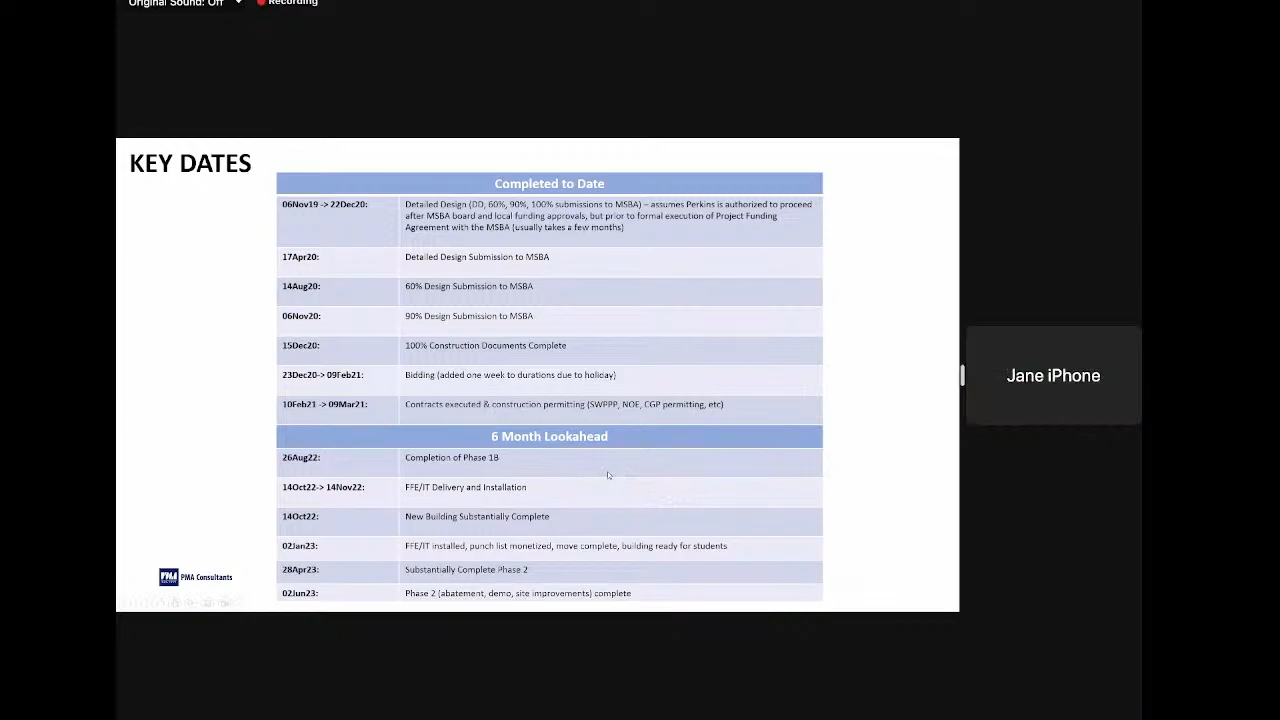 Original Sound: Off
Recording
KEY DATES
Completed to Date
06Nov19 -> 22Dec20: Detailed Design (DD, 60%, 90%, 100% submissions to MSBA) – assumes Perkins is authorized to proceed
after MSBA board and local funding approvals, but prior to formal execution of Project Funding
Agreement with the MSBA (usually takes a few months)
17Apr20: Detailed Design Submission to MSBA
14Aug20: 60% Design Submission to MSBA
06Nov20: 90% Design Submission to MSBA
15Dec20: 100% Construction Documents Complete
23Dec20-> 09Feb21: Bidding (added one week to durations due to holiday)
10Feb21 -> 09Mar21: Contracts executed & construction permitting (SWPPP, NOE, CGP permitting, etc)
6 Month Lookahead
26Aug22: Completion of Phase 1B
14Oct22-> 14Nov22: FFE/IT Delivery and Installation
14Oct22: New Building Substantially Complete
02Jan23: FFE/IT installed, punch list monetized, move complete, building ready for students
28Apr23: Substantially Complete Phase 2
02Jun23: Phase 2 (abatement, demo, site improvements) complete
PMA Consultants
Jane iPhone